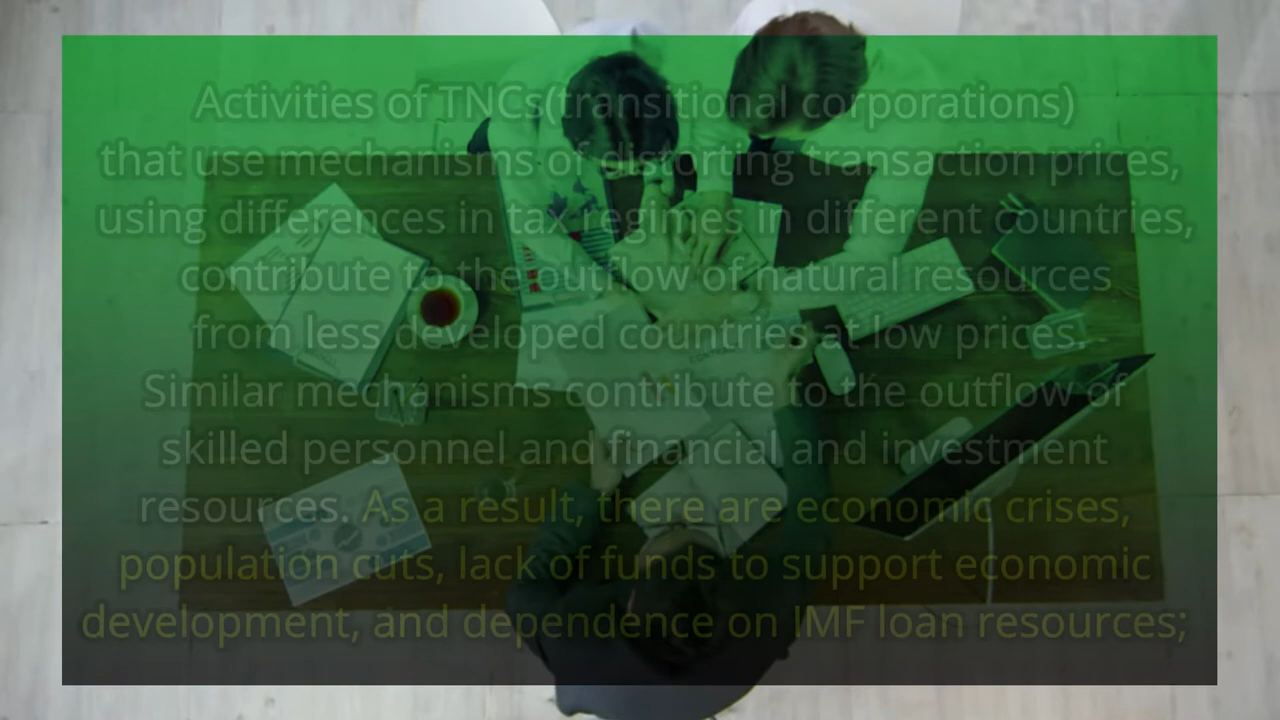 Activities of TNCs (transitional corporations)
that use mechanisms of distorting transaction prices,
using differences in tax rates in different countries,
contribute to the outflow of natural resources
from less developed countries at low prices.
Similar mechanisms contribute to the outflow of
skilled personnel and financial and investment
resources. As a result, there are economic crises,
population cuts, lack of funds to support economic
development, and dependence on IMF loan resources;